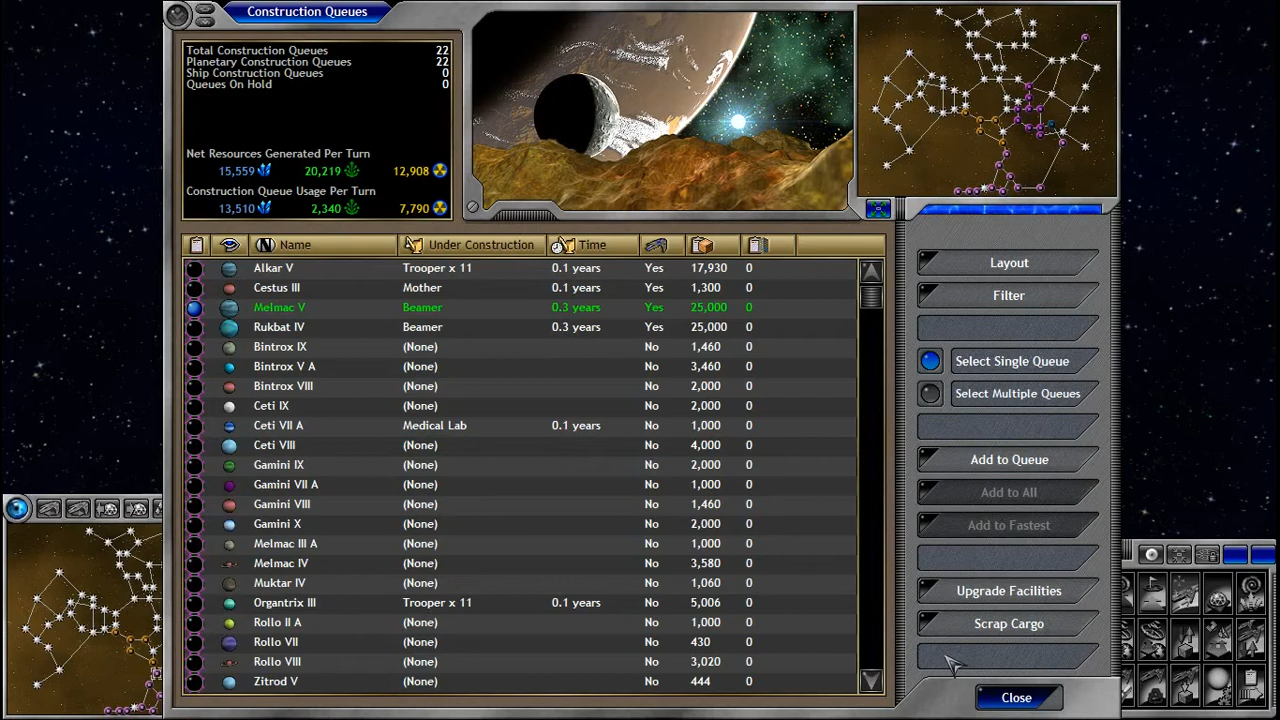 Construction Queues
Total Construction Queues 22
Planetary Construction Queues 22
Ship Construction Queues 0
Queues On Hold 0
Net Resources Generated Per Turn
15,559 20,219 12,908
Construction Queue Usage Per Turn
13,510 2,340 7,790
N Name Under Construction Time
Alkar V Trooper x 11 0.1 years Yes 17,930 0
Cestus III Mother 0.1 years Yes 1,300 0
Melmac V Beamer 0.3 years Yes 25,000 0
Rukbat IV Beamer 0.3 years Yes 25,000 0
Bintrox IX (None) No 1,460 0
Bintrox V A (None) No 3,460 0
Bintrox VIII (None) No 2,000 0
Ceti IX (None) No 2,000 0
Ceti VII A Medical Lab 0.1 years No 1,000 0
Ceti VIII (None) No 4,000 0
Gamini IX (None) No 2,000 0
Gamini VII A (None) No 1,000 0
Gamini VIII (None) No 1,460 0
Gamini X (None) No 2,000 0
Melmac III A (None) No 1,000 0
Melmac IV (None) No 3,580 0
Muktar IV (None) No 1,060 0
Organtrix III Trooper x 11 0.1 years No 5,006 0
Rollo II A (None) No 1,000 0
Rollo VII (None) No 430 0
Rollo VIII (None) No 3,020 0
Zitrod V (None) No 444 0
Layout
Filter
Select Single Queue
Select Multiple Queues
Add to Queue
Add to All
Add to Fastest
Upgrade Facilities
Scrap Cargo
Close